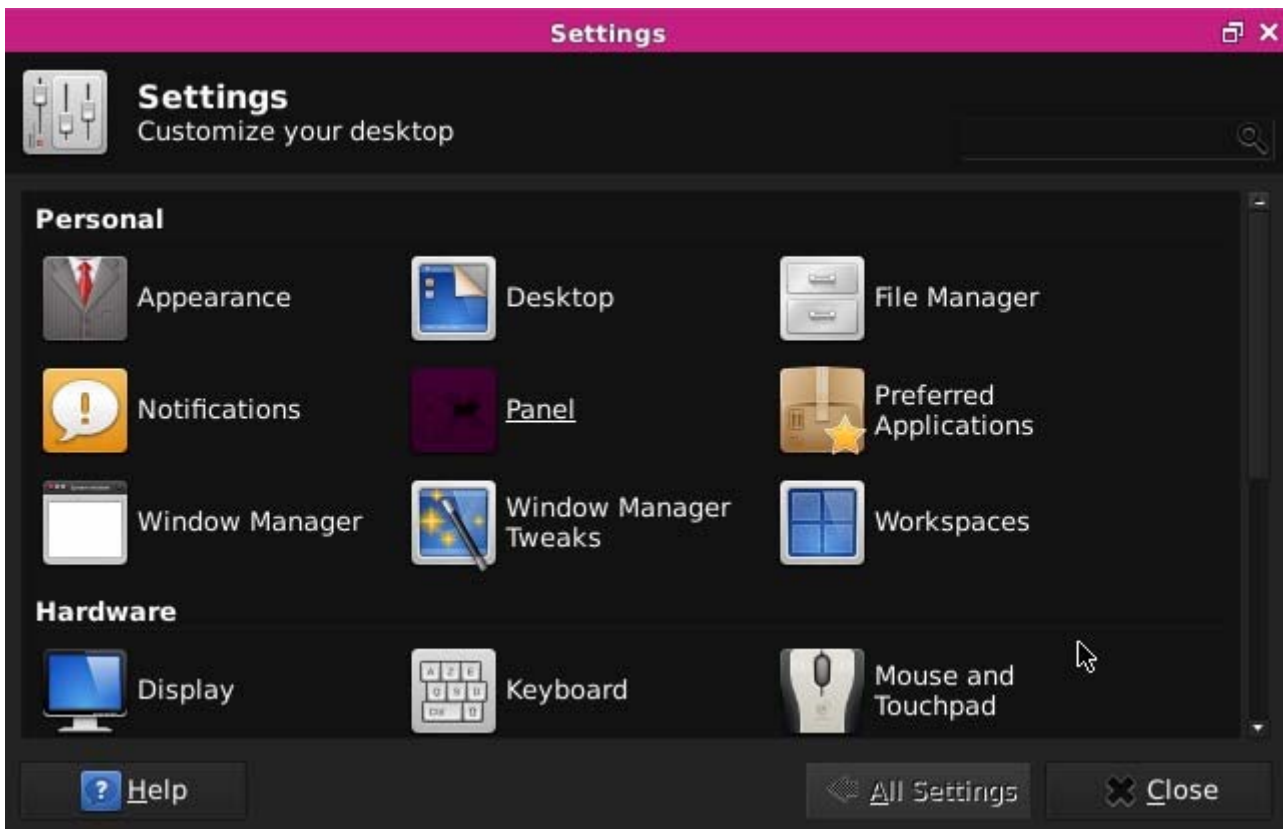 Settings
Settings
Customize your desktop
Personal
Appearance
Desktop
File Manager
Notifications
Panel
Preferred
Applications
Window Manager
Window Manager
Tweaks
Workspaces
Hardware
Display
Keyboard
Mouse and
Touchpad
Help
All Settings
Close